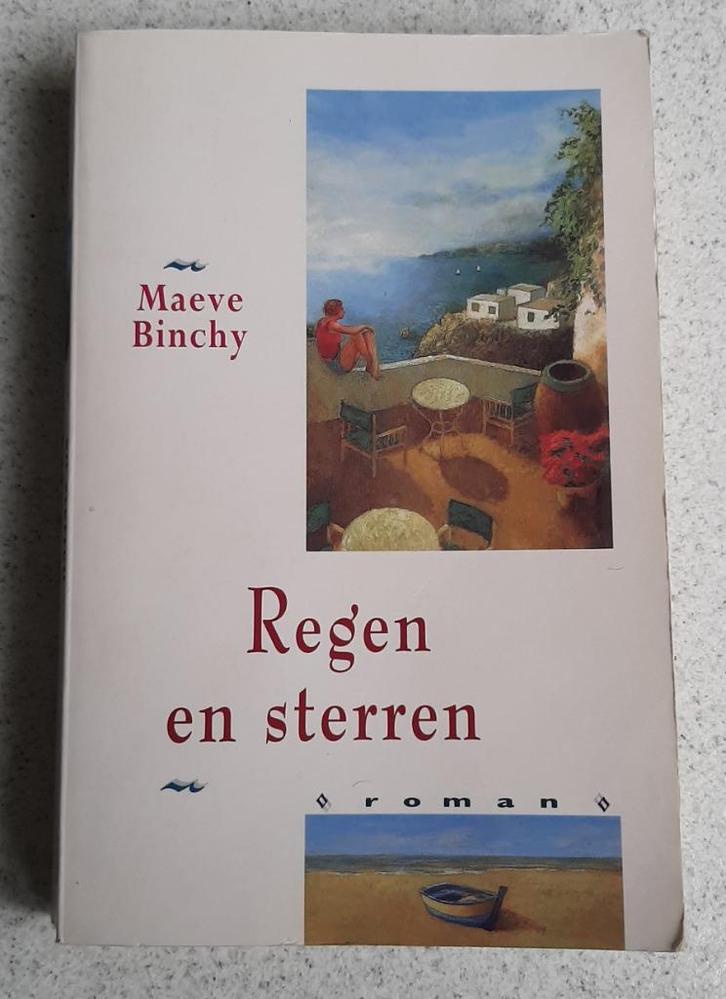 Maeve
Binchy
Regen
en sterren
roman